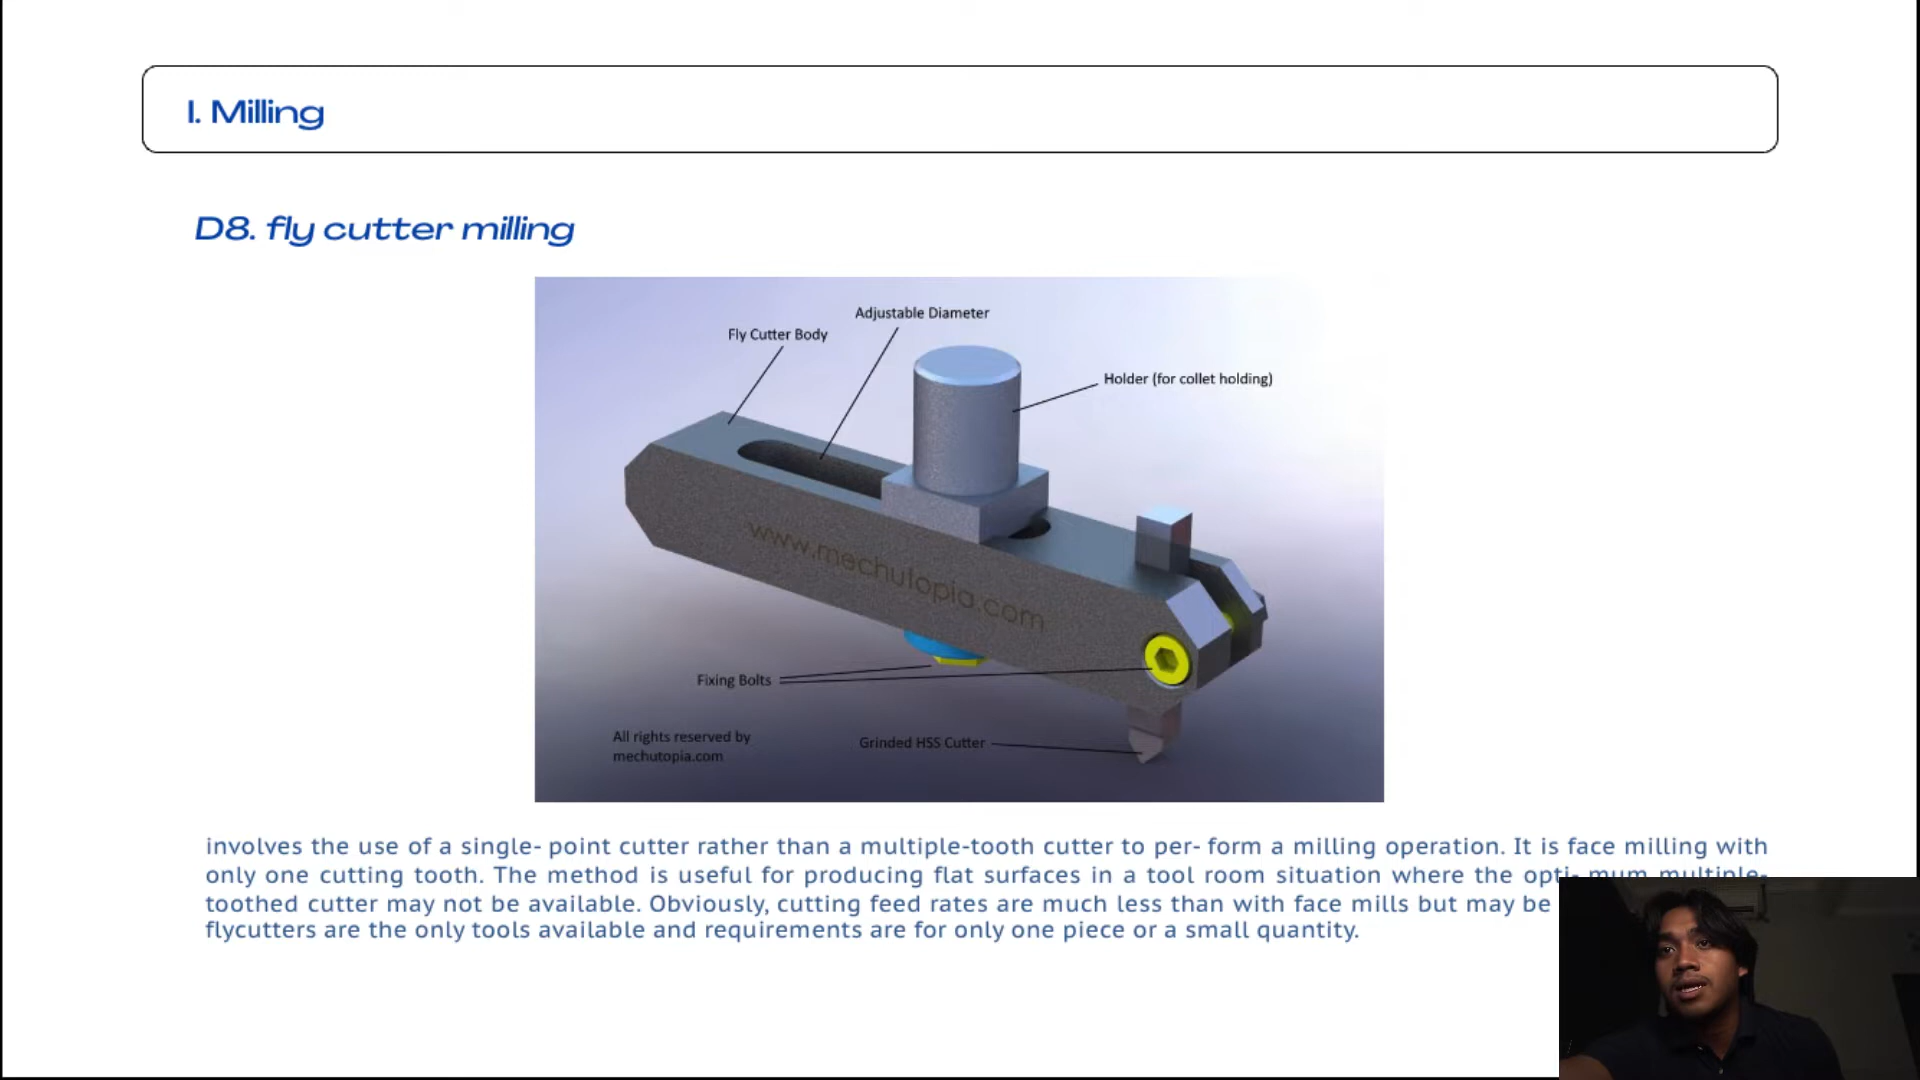 I. Milling
D8. fly cutter milling
Adjustable Diameter
Fly Cutter Body
Holder (for collet holding)
www.mechutopia.com
Fixing Bolts
All rights reserved by
mechutopia.com
Grinded HSS Cutter
involves the use of a single- point cutter rather than a multiple-tooth cutter to per- form a milling operation. It is face milling with
only one cutting tooth. The method is useful for producing flat surfaces in a tool room situation where the opti- mum multiple-
toothed cutter may not be available. Obviously, cutting feed rates are much less than with face mills but may be
flycutters are the only tools available and requirements are for only one piece or a small quantity.